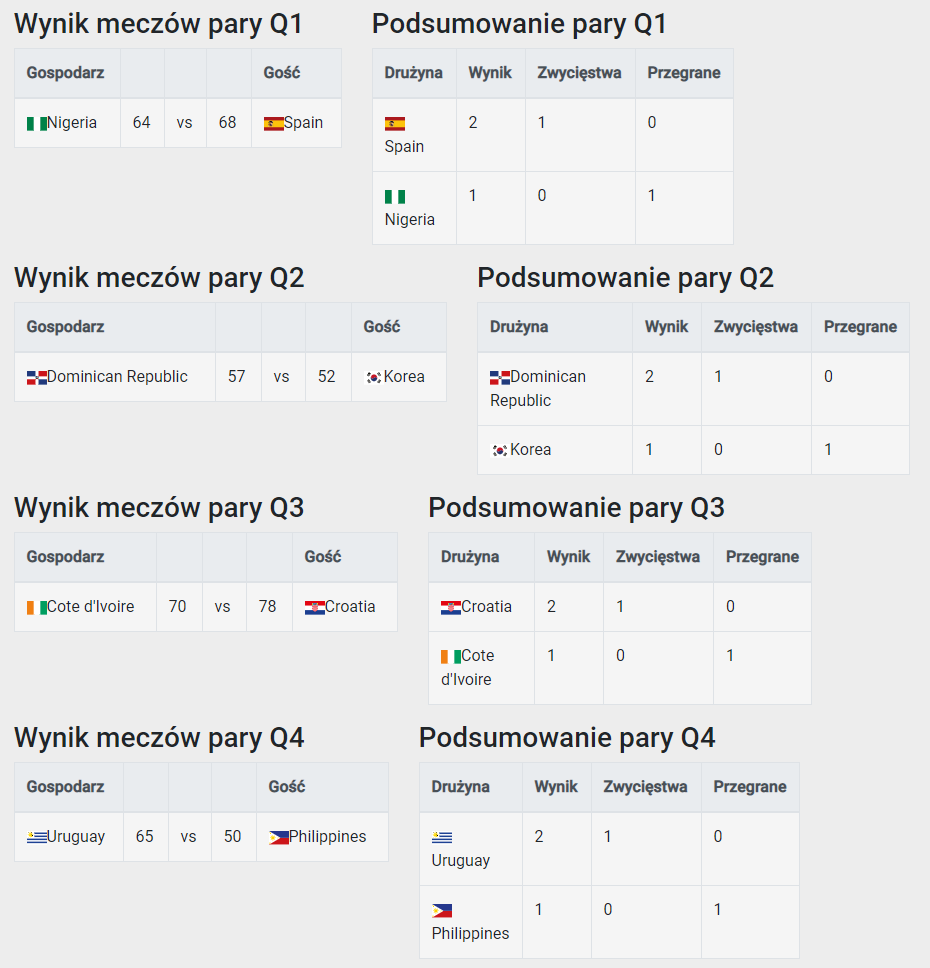 Wynik meczów pary Q1
Gospodarz Gość
Nigeria 64 vs 68 Spain
Podsumowanie pary Q1
Drużyna Wynik Zwycięstwa Przegrane
Spain 2 1 0
Nigeria 1 0 1
Wynik meczów pary Q2
Gospodarz Gość
Dominican Republic 57 vs 52 Korea
Podsumowanie pary Q2
Drużyna Wynik Zwycięstwa Przegrane
Dominican 2 1 0
Republic
Korea 1 0 1
Wynik meczów pary Q3
Gospodarz Gość
Cote d'Ivoire 70 vs 78 Croatia
Podsumowanie pary Q3
Drużyna Wynik Zwycięstwa Przegrane
Croatia 2 1 0
Cote 1 0 1
d'Ivoire
Wynik meczów pary Q4
Gospodarz Gość
Uruguay 65 vs 50 Philippines
Podsumowanie pary Q4
Drużyna Wynik Zwycięstwa Przegrane
Uruguay 2 1 0
Philippines 1 0 1